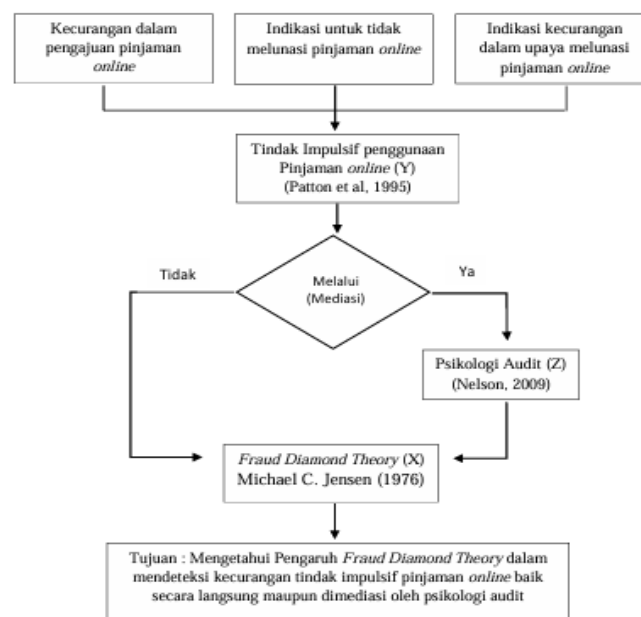 Kecurangan dalam
pengajuan pinjaman
online
Indikasi untuk tidak
melunasi pinjaman online
Indikasi kecurangan
dalam upaya melunasi
pinjaman online
Tindak Impulsif penggunaan
Pinjaman online (Y)
(Patton et al, 1995)
Tidak
Melalui
(Mediasi)
Ya
Psikologi Audit (Z)
(Nelson, 2009)
Fraud Diamond Theory (X)
Michael C. Jensen (1976)
Tujuan : Mengetahui Pengaruh Fraud Diamond Theory dalam
mendeteksi kecurangan tindak impulsif pinjaman online baik
secara langsung maupun dimediasi oleh psikologi audit